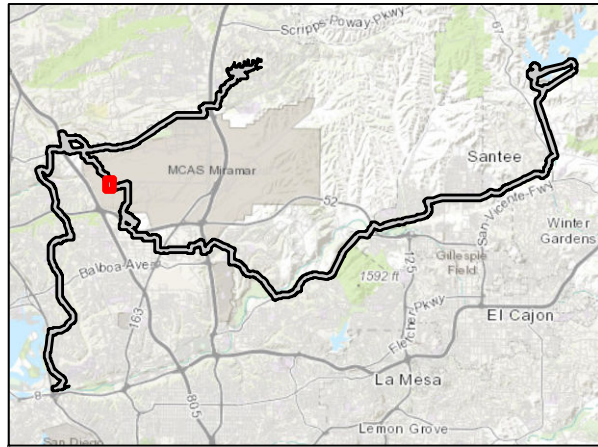 Scripps-Poway-Pkwy
67
Santee
MCAS Miramar
52
San-Vicente-Fwy
Winter
Gardens
125
Gillespie
Field
Balboa-Aven
1592 ft
163
Fletcher Pkwy
El Cajon
8
805
La Mesa
Lemon Grove
San Diego